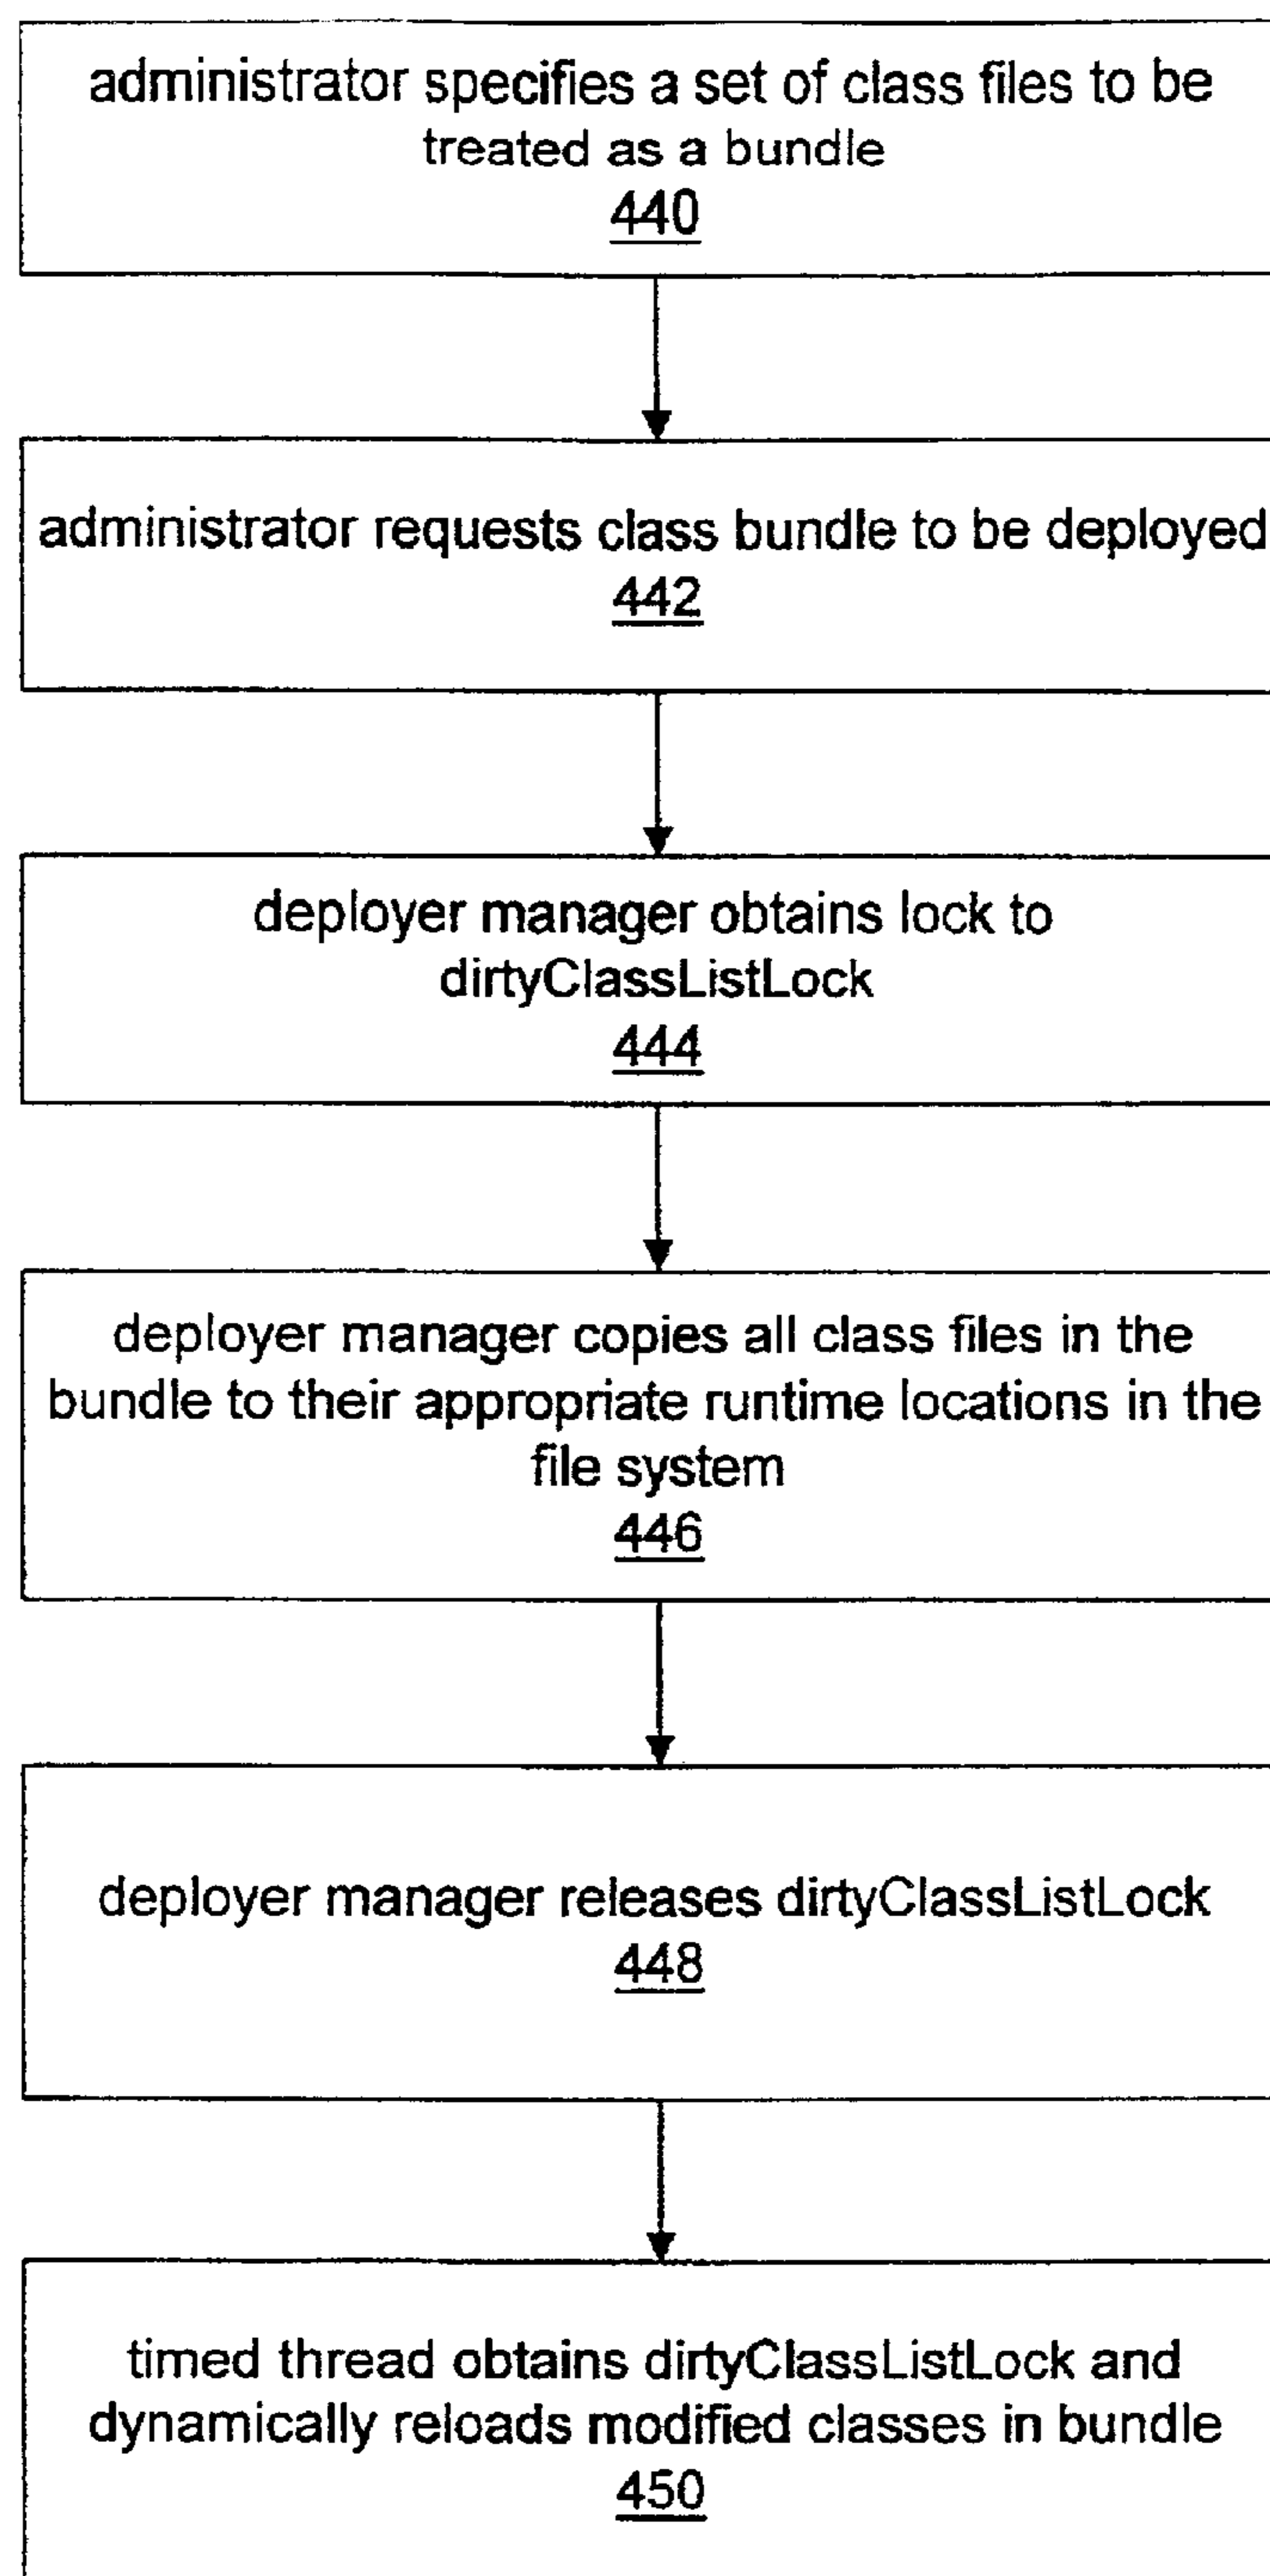 administrator specifies a set of class files to be
treated as a bundle
440
administrator requests class bundle to be deployed
442
deployer manager obtains lock to
dirtyClassListLock
444
deployer manager copies all class files in the
bundle to their appropriate runtime locations in the
file system
446
deployer manager releases dirtyClassListLock
448
timed thread obtains dirtyClassListLock and
dynamically reloads modified classes in bundle
450